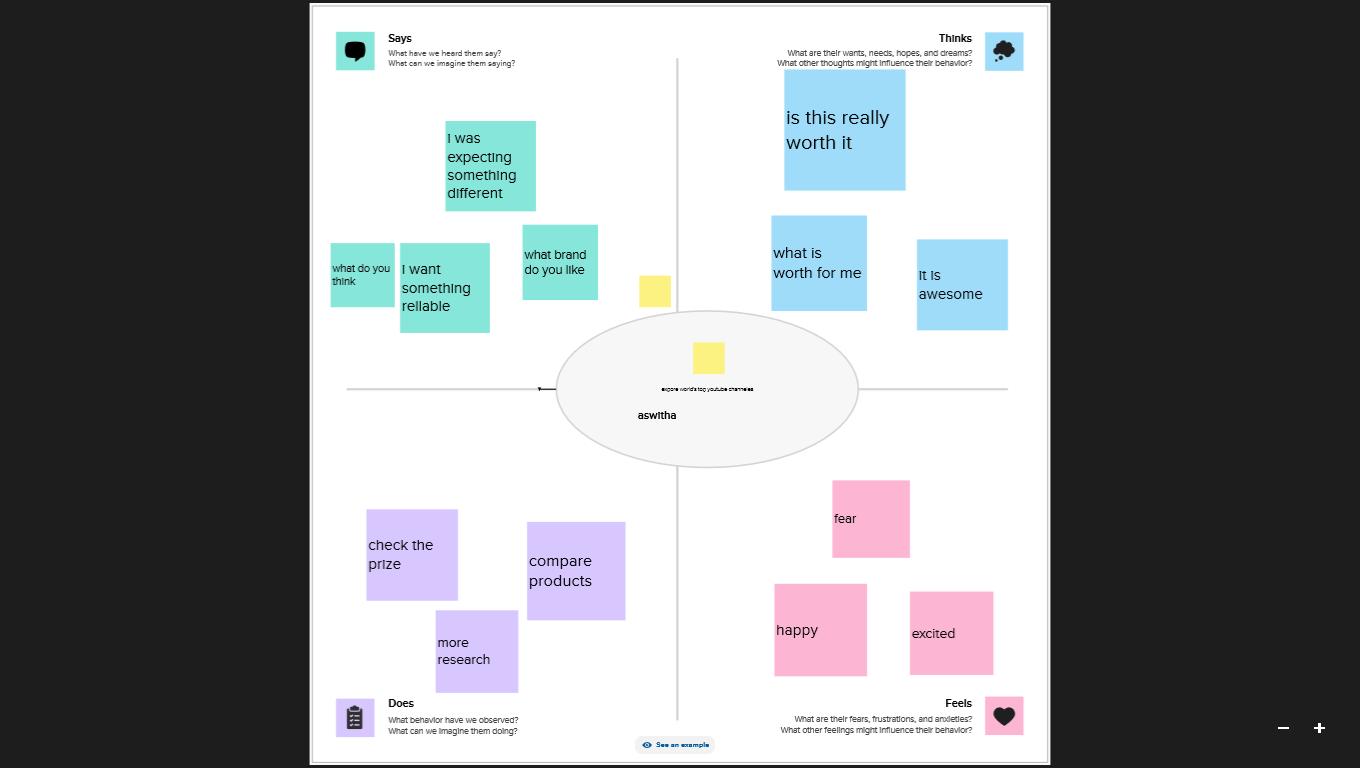 Says
What have we heard them say?
What can we imagine them saying?
Thinks
What are their wants, needs, hopes, and dreams?
What other thoughts might influence their behavior?
I was
expecting
something
different
what do you
think
I want
something
reliable
what brand
do you like
is this really
worth it
what is
worth for me
it is
awesome
expore world's top youtube channeles
aswitha
check the
prize
compare
products
more
research
fear
happy
excited
Does
What behavior have we observed?
What can we imagine them doing?
Feels
What are their fears, frustrations, and anxieties?
What other feelings might influence their behavior?
See an example